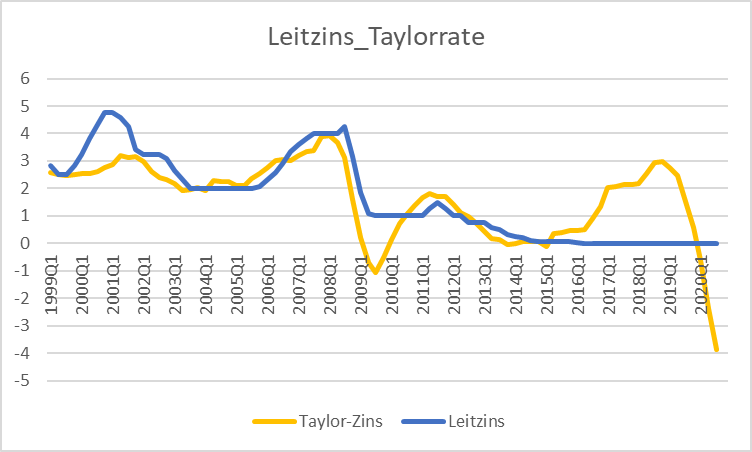 Leitzins_Taylorrate
6
5
4
3
2
1
0
-1
-2
-3
-4
-5
1999Q1
2000Q1
2001Q1
2002Q1
2003Q1
2004Q1
2005Q1
2006Q1
2007Q1
2008Q1
2009Q1
2010Q1
2011Q1
2012Q1
2013Q1
2014Q1
2015Q1
2016Q1
2017Q1
2018Q1
2019Q1
2020Q1
Taylor-Zins
Leitzins